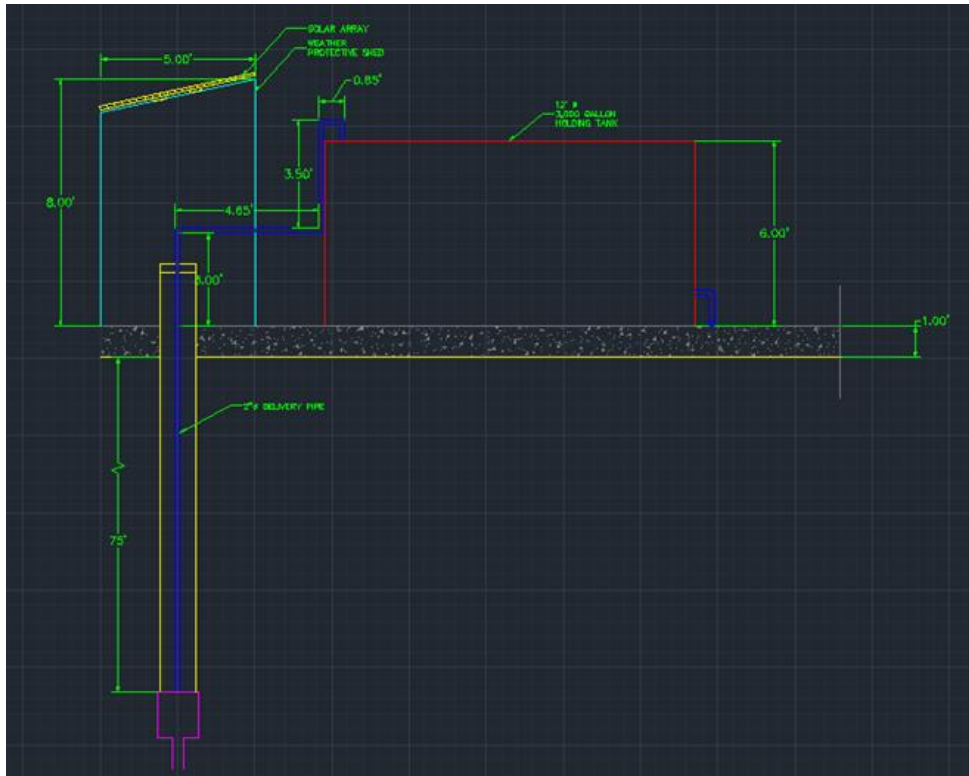 SOLAR ARRAY
WEATHER
PROTECTIVE SHED
5.00'
0.85'
12' ø
3,000 GALLON
HOLDING TANK
3.50'
8.00'
4.65'
6.00'
3.00'
1.00'
2"ø DELIVERY PIPE
75'